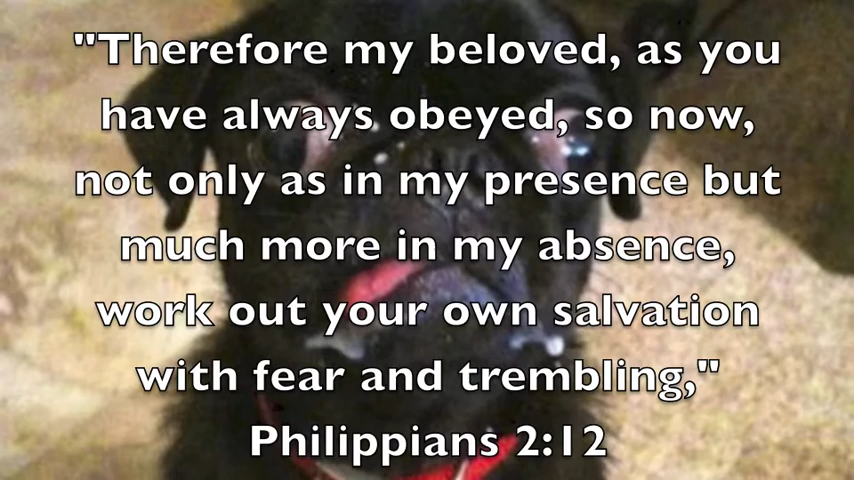 "Therefore my beloved, as you
have always obeyed, so now,
not only as in my presence but
much more in my absence,
work out your own salvation
with fear and trembling,"
Philippians 2:12